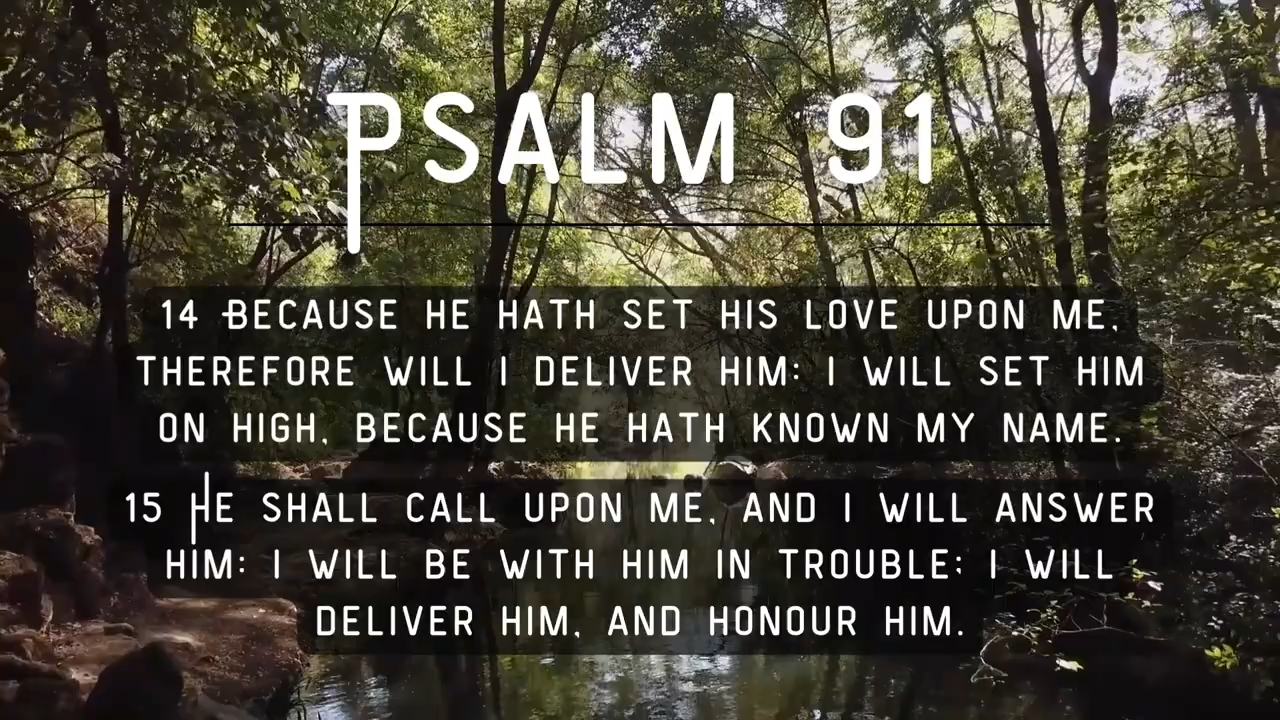 Psalm 91
14 Because he hath set his love upon me,
therefore will I deliver him: I will set him
on high, because he hath known my name.
15 He shall call upon me, and I will answer
him: I will be with him in trouble; I will
deliver him, and honour him.